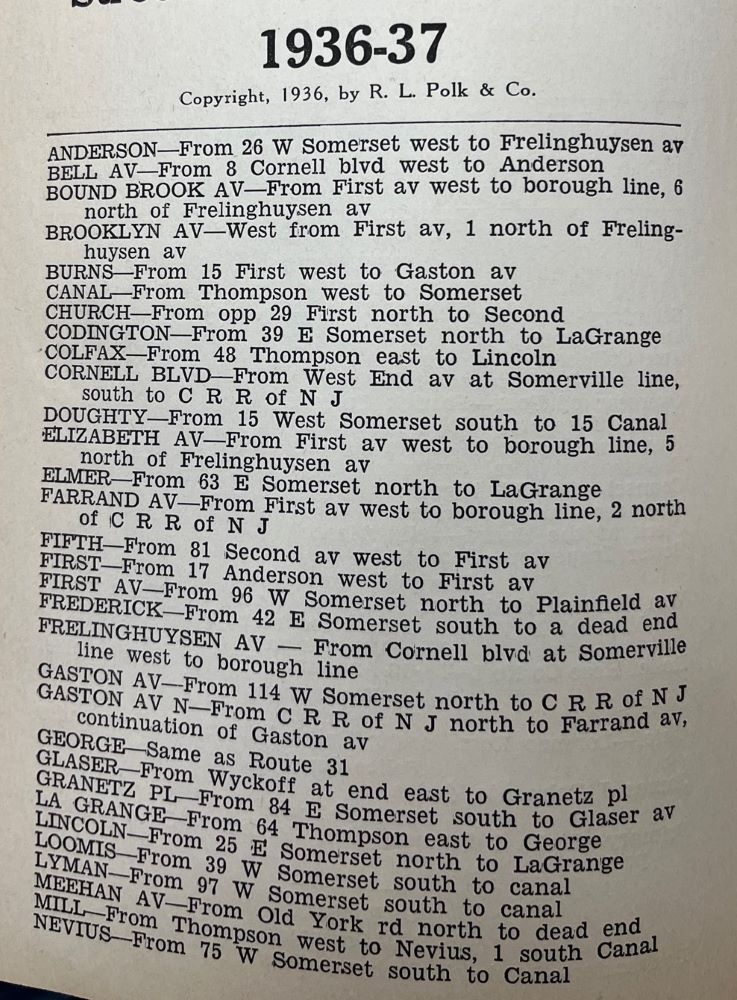 1936-37
Copyright, 1936, by R. L. Polk & Co.
ANDERSON—From 26 W Somerset west to Frelinghuysen av
BELL AV—From 8 Cornell blvd west to Anderson
BOUND BROOK AV—From First av west to borough line, 6
north of Frelinghuysen av
BROOKLYN AV—West from First av, 1 north of Freling-
huysen av
BURNS—From 15 First west to Gaston av
CANAL—From Thompson west to Somerset
CHURCH—From opp 29 First north to Second
CODINGTON—From 39 E Somerset north to LaGrange
COLFAX—From 48 Thompson east to Lincoln
CORNELL BLVD—From West End av at Somerville line,
south to C R R of N J
DOUGHTY—From 15 West Somerset south to 15 Canal
ELIZABETH AV—From First av west to borough line, 5
north of Frelinghuysen av
ELMER—From 63 E Somerset north to LaGrange
FARRAND AV—From First av west to borough line, 2 north
of C R R of N J
FIFTH—From 81 Second av west to First av
FIRST—From 17 Anderson west to First av
FIRST AV—From 96 W Somerset north to Plainfield av
FREDERICK—From 42 E Somerset south to a dead end
FRELINGHUYSEN AV — From Cornell blvd at Somerville
line west to borough line
GASTON AV—From 114 W Somerset north to C R R of N J
GASTON AV N—From C R R of N J north to Farrand av,
continuation of Gaston av
GEORGE—Same as Route 31
GLASER—From Wyckoff at end east to Granetz pl
GRANETZ PL—From 84 E Somerset south to Glaser av
LA GRANGE—From 64 Thompson east to George
LINCOLN—From 25 E Somerset north to LaGrange
LOOMIS—From 39 W Somerset south to canal
LYMAN—From 97 W Somerset south to canal
MEEHAN AV—From Old York rd north to dead end
MILL—From Thompson west to Nevius, 1 south Canal
NEVIUS—From 75 W Somerset south to Canal